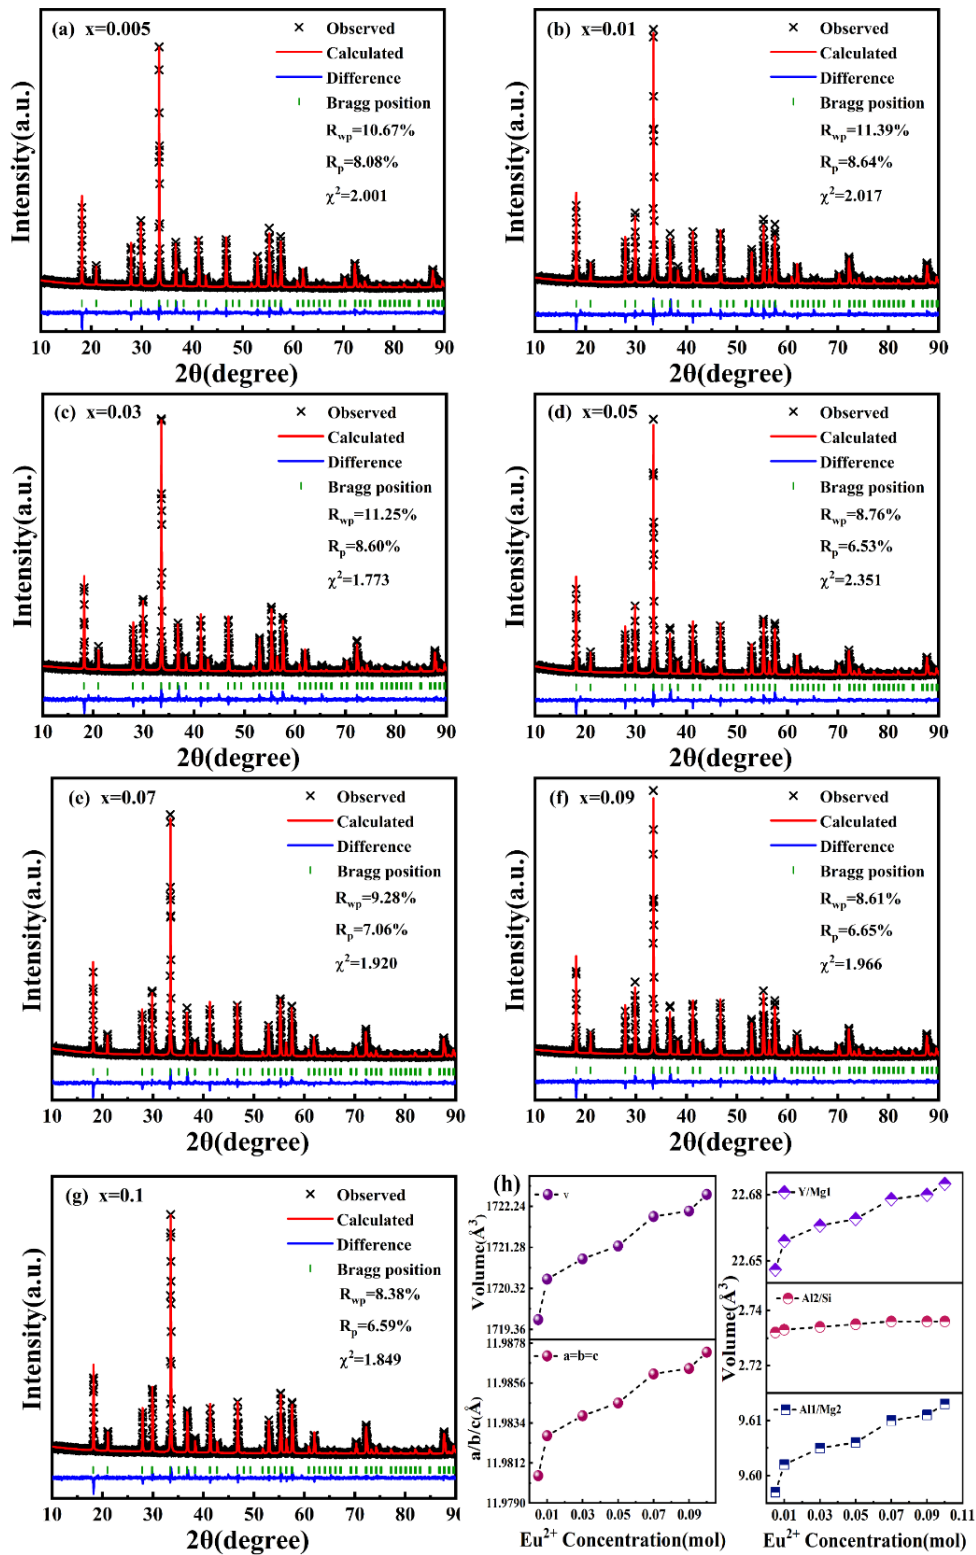 (a) x=0.005
Observed
Calculated
Difference
Bragg position
Rwp=10.67%
Rp=8.08%
χ²=2.001
Intensity(a.u.)
10 20 30 40 50 60 70 80 90
2θ(degree)
(b) x=0.01
Observed
Calculated
Difference
Bragg position
Rwp=11.39%
Rp=8.64%
χ²=2.017
Intensity(a.u.)
10 20 30 40 50 60 70 80 90
2θ(degree)
(c) x=0.03
Observed
Calculated
Difference
Bragg position
Rwp=11.25%
Rp=8.60%
χ²=1.773
Intensity(a.u.)
10 20 30 40 50 60 70 80 90
2θ(degree)
(d) x=0.05
Observed
Calculated
Difference
Bragg position
Rwp=8.76%
Rp=6.53%
χ²=2.351
Intensity(a.u.)
10 20 30 40 50 60 70 80 90
2θ(degree)
(e) x=0.07
Observed
Calculated
Difference
Bragg position
Rwp=9.28%
Rp=7.06%
χ²=1.920
Intensity(a.u.)
10 20 30 40 50 60 70 80 90
2θ(degree)
(f) x=0.09
Observed
Calculated
Difference
Bragg position
Rwp=8.61%
Rp=6.65%
χ²=1.966
Intensity(a.u.)
10 20 30 40 50 60 70 80 90
2θ(degree)
(g) x=0.1
Observed
Calculated
Difference
Bragg position
Rwp=8.38%
Rp=6.59%
χ²=1.849
Intensity(a.u.)
10 20 30 40 50 60 70 80 90
2θ(degree)
(h)
v
1722.24
1721.28
1720.32
1719.36
Volume(Å³)
a=b=c
11.9878
11.9856
11.9834
11.9812
11.9790
a/b/c(Å)
0.01 0.03 0.05 0.07 0.09
Eu²⁺ Concentration(mol)
Y/Mg1
22.68
22.65
Al2/Si
2.74
2.72
Al1/Mg2
9.61
9.60
Volume(Å³)
0.01 0.03 0.05 0.07 0.09 0.11
Eu²⁺ Concentration(mol)